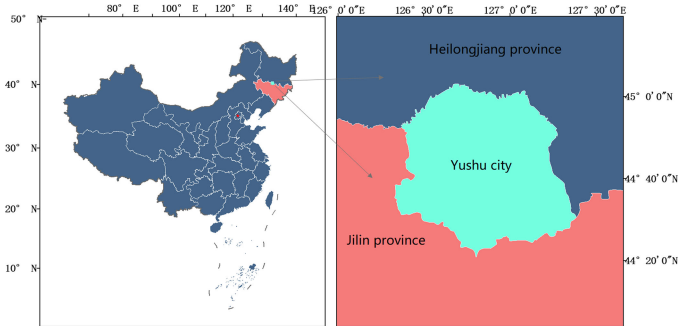 80° E 100° E 120° E 140° E
50° N
40° N
30° N
20° N
10° N
126° 0′0″E 126° 30′0″E 127° 0′0″E 127° 30′0″E
Heilongjiang province
45° 0′0″N
Yushu city
44° 40′0″N
Jilin province
44° 20′0″N